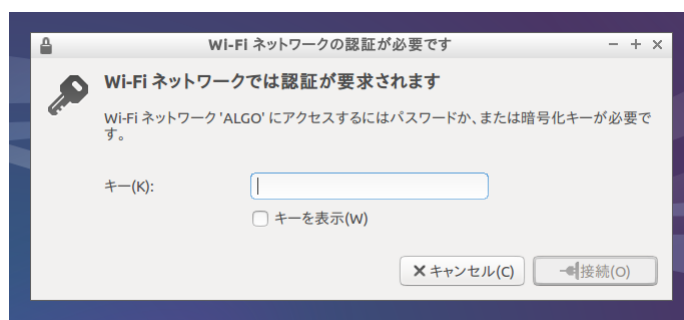 Wi-Fi ネットワークの認証が必要です
Wi-Fi ネットワークでは認証が要求されます
Wi-Fi ネットワーク 'ALGO' にアクセスするにはパスワードか、または暗号化キーが必要で
す。
キー(K):
キーを表示(W)
キャンセル(C) 接続(O)